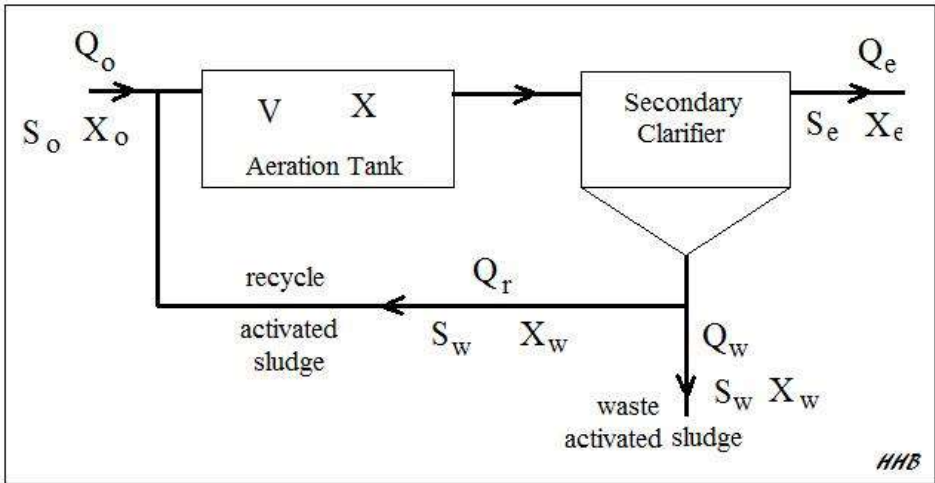 Qo
Qe
V X
Secondary
Clarifier
So Xo
Se Xe
Aeration Tank
recycle
Qr
activated
sludge
Sw Xw
Qw
Sw Xw
waste
activated sludge
HHB